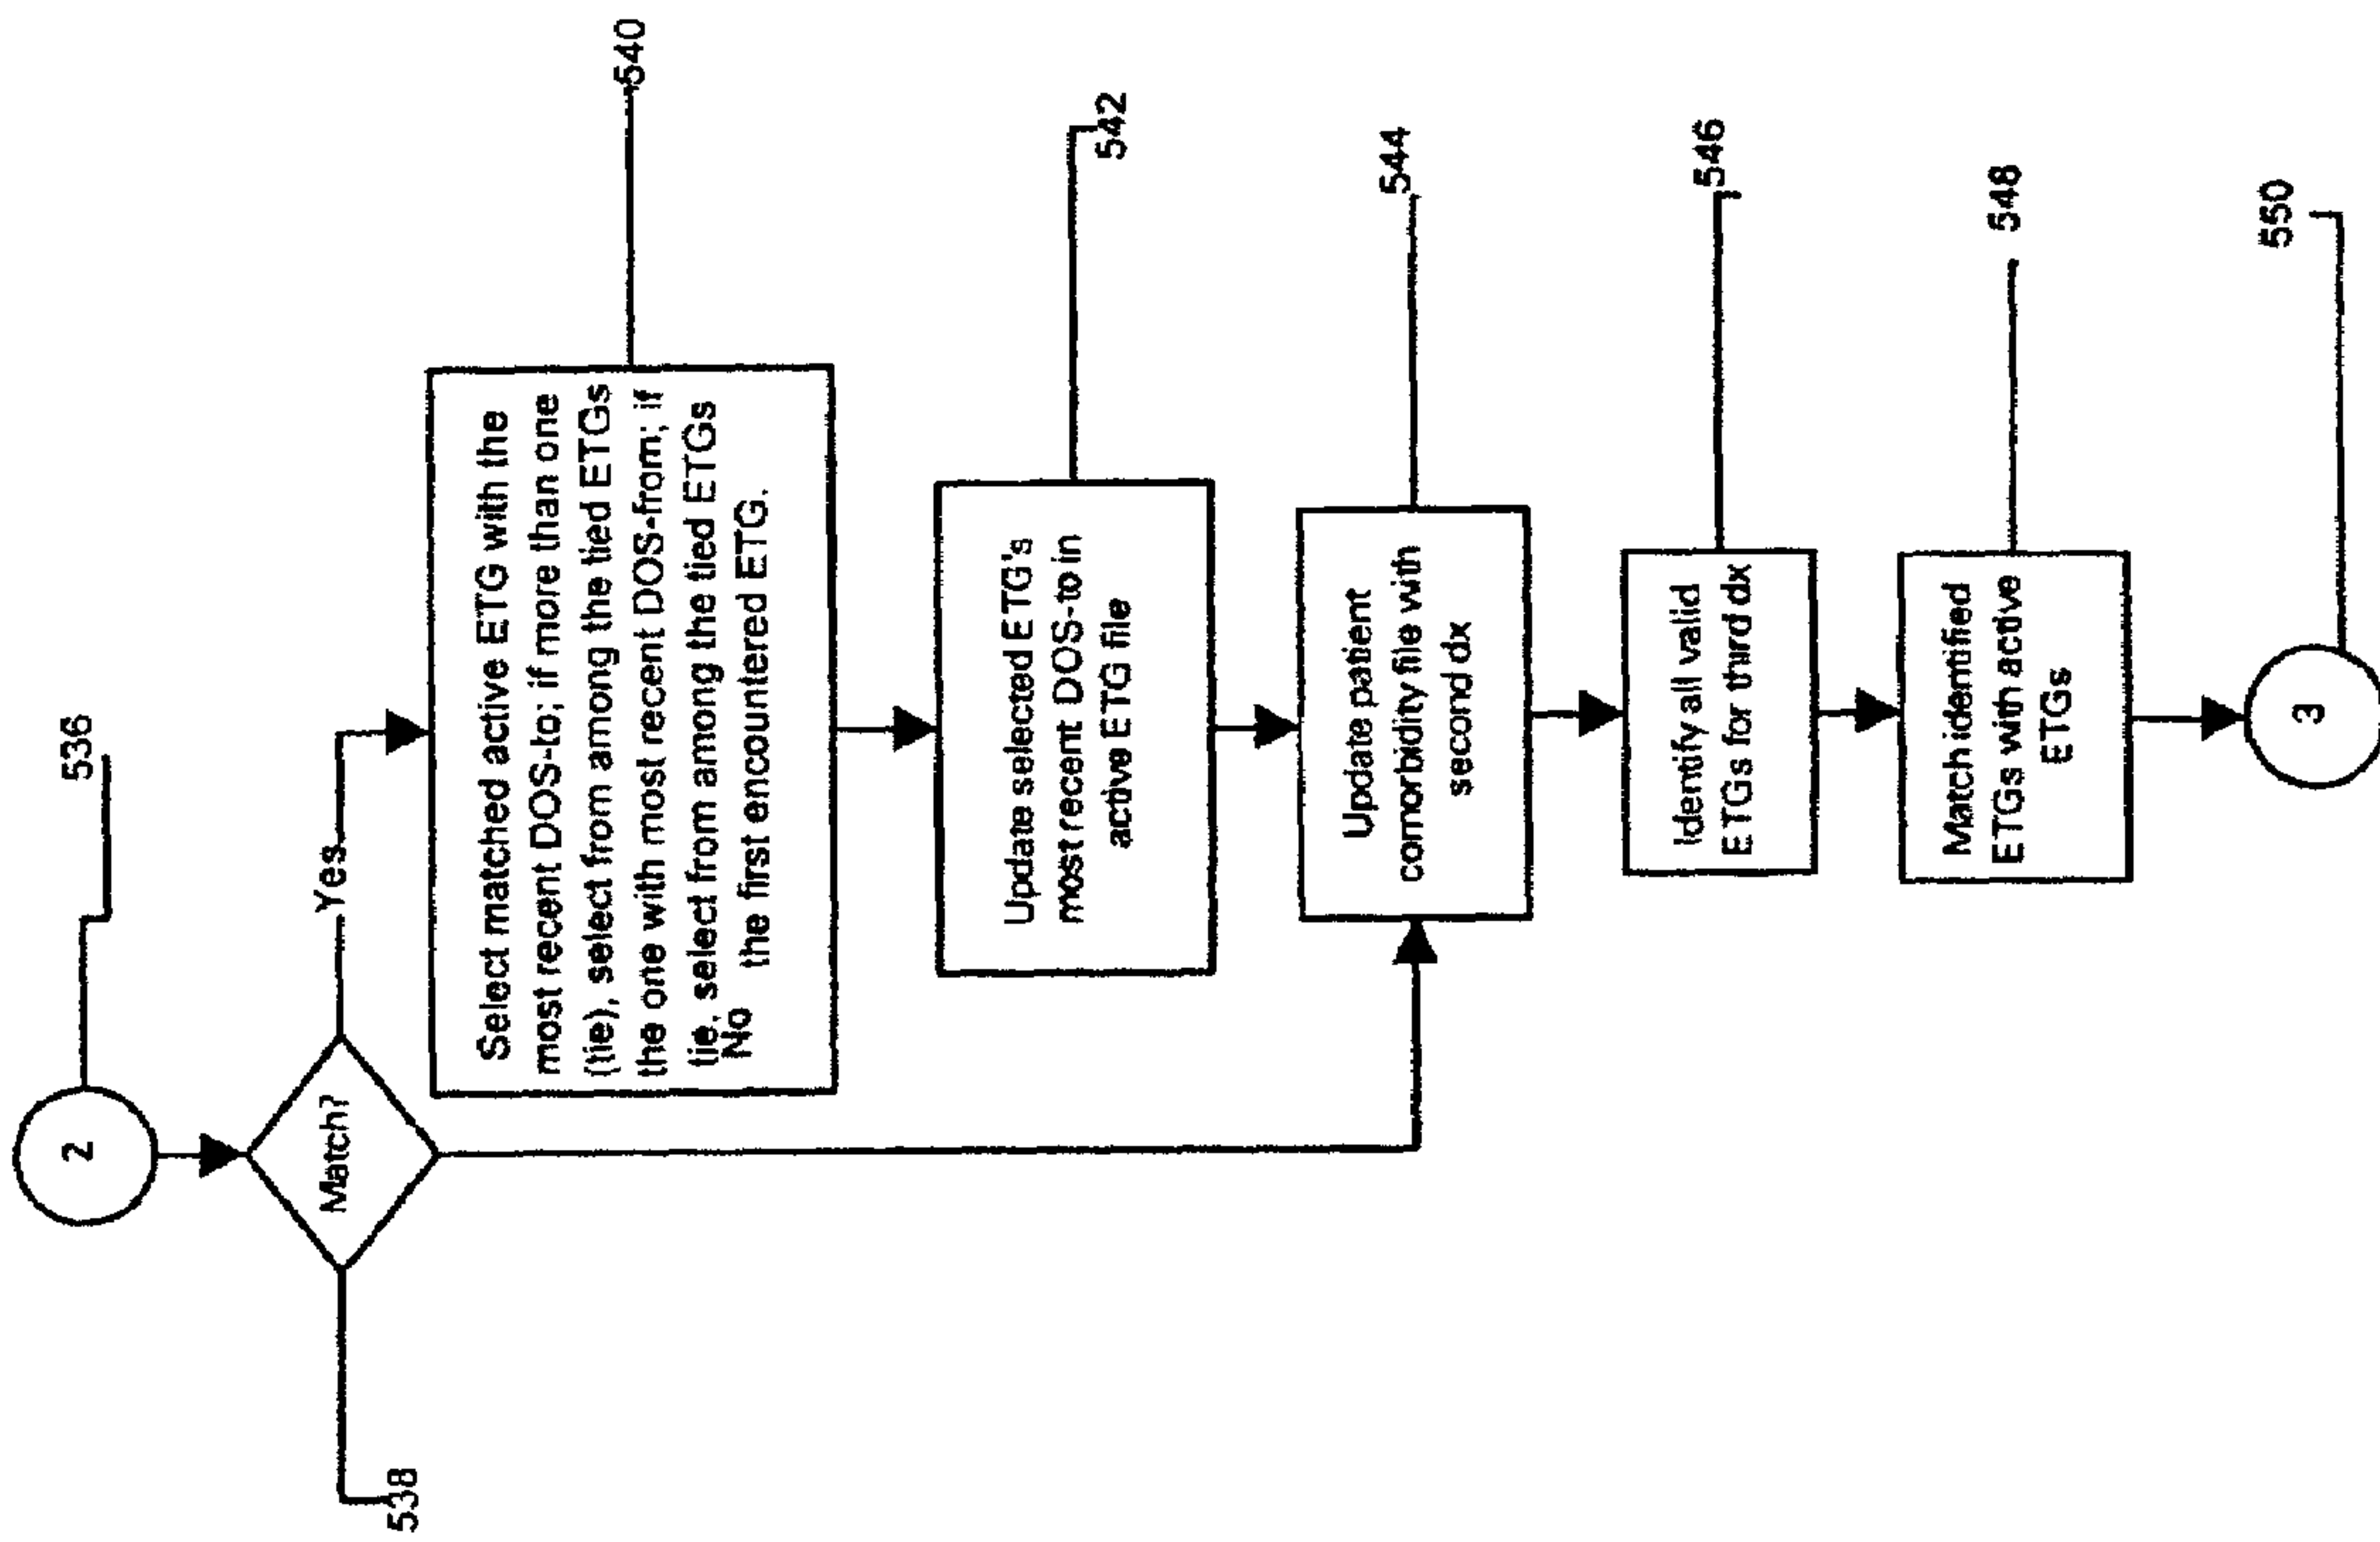 2
536
Match?
538
Yes
Select matched active ETG with the
most recent DOS-to; if more than one
(tie), select from among the tied ETGs
the one with most recent DOS-from; if
tie, select from among the tied ETGs
the first encountered ETG.
No
540
Update selected ETG's
most recent DOS-to in
active ETG file
542
Update patient
comorbidity file with
second dx
544
Identify all valid
ETGs for third dx
546
Match identified
ETGs with active
ETGs
548
3
550